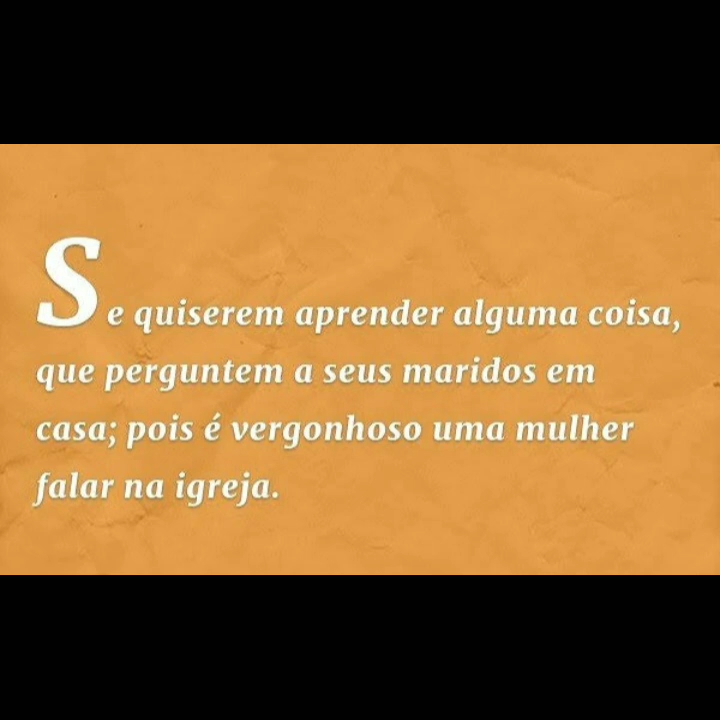 Se quiserem aprender alguma coisa,
que perguntem a seus maridos em
casa; pois é vergonhoso uma mulher
falar na igreja.